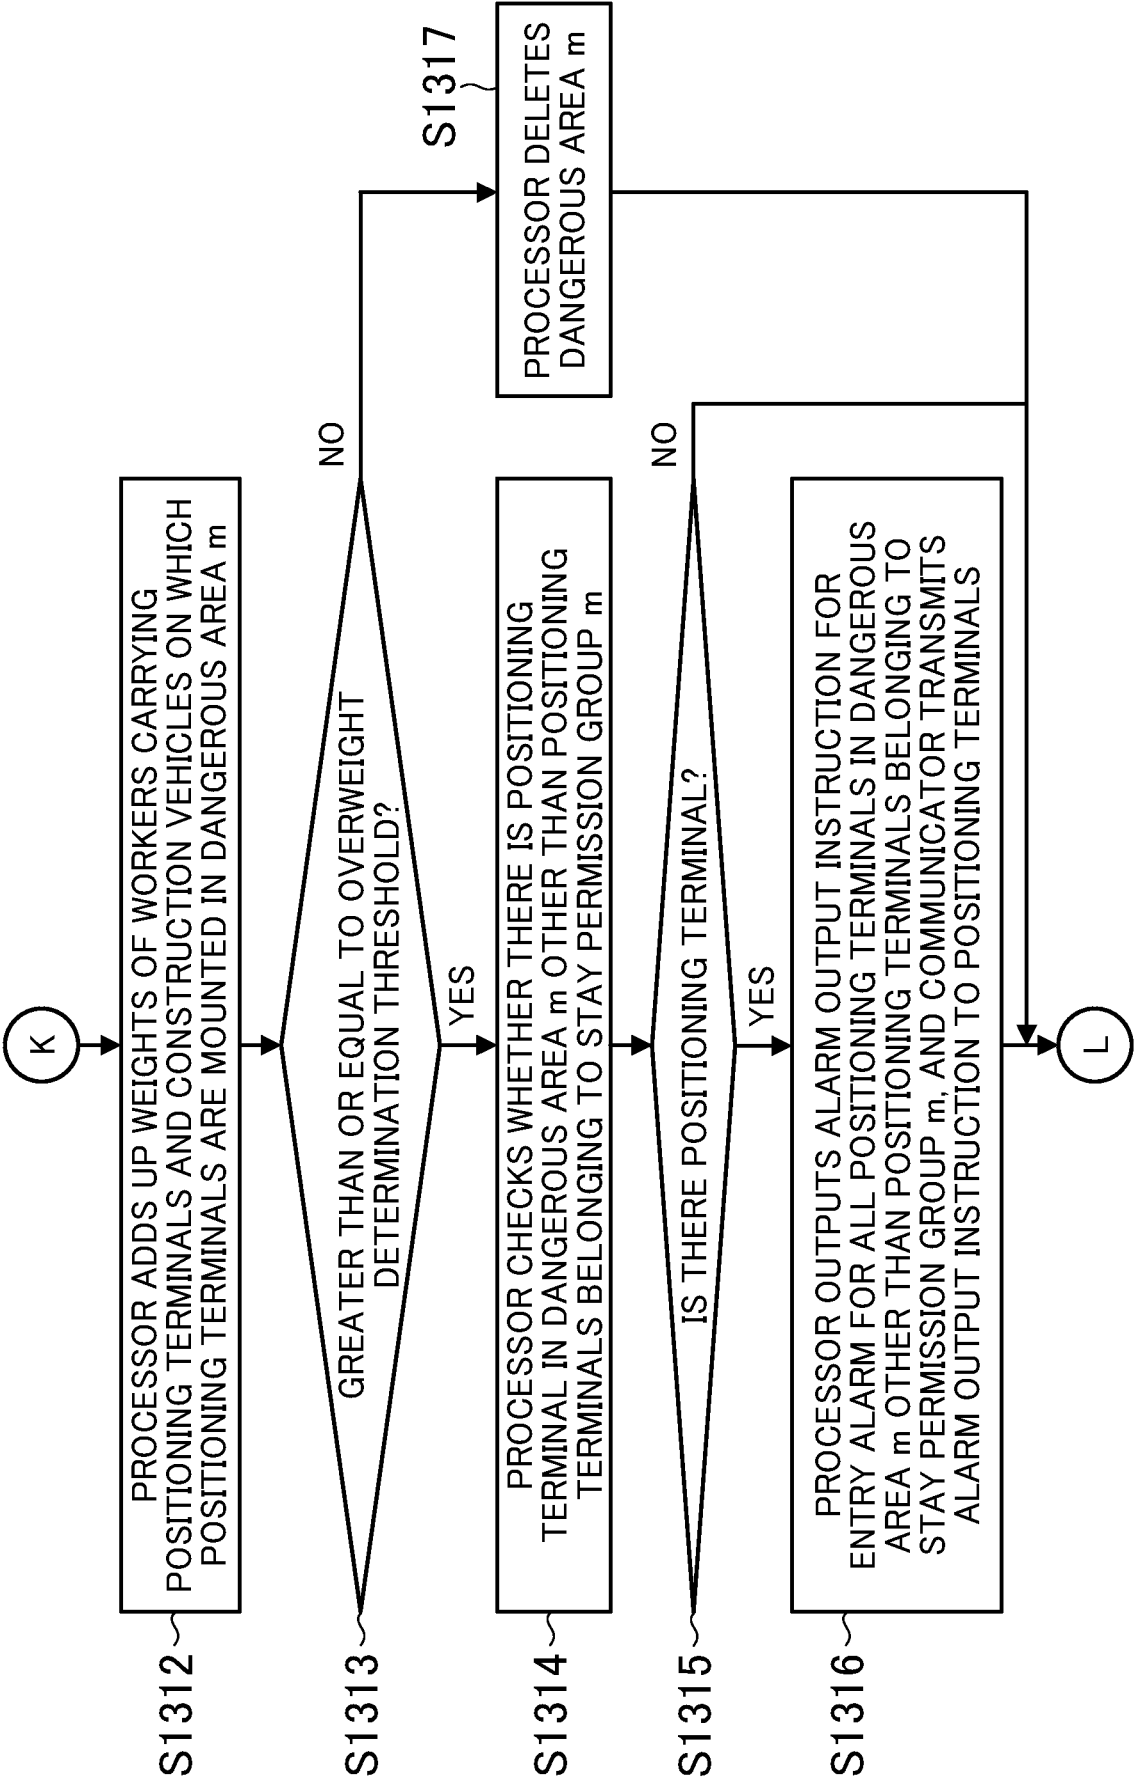 K
S1312
PROCESSOR ADDS UP WEIGHTS OF WORKERS CARRYING
POSITIONING TERMINALS AND CONSTRUCTION VEHICLES ON WHICH
POSITIONING TERMINALS ARE MOUNTED IN DANGEROUS AREA m
S1313
GREATER THAN OR EQUAL TO OVERWEIGHT
DETERMINATION THRESHOLD?
NO
YES
S1317
PROCESSOR DELETES
DANGEROUS AREA m
S1314
PROCESSOR CHECKS WHETHER THERE IS POSITIONING
TERMINAL IN DANGEROUS AREA m OTHER THAN POSITIONING
TERMINALS BELONGING TO STAY PERMISSION GROUP m
S1315
IS THERE POSITIONING TERMINAL?
NO
YES
S1316
PROCESSOR OUTPUTS ALARM OUTPUT INSTRUCTION FOR
ENTRY ALARM FOR ALL POSITIONING TERMINALS IN DANGEROUS
AREA m OTHER THAN POSITIONING TERMINALS BELONGING TO
STAY PERMISSION GROUP m, AND COMMUNICATOR TRANSMITS
ALARM OUTPUT INSTRUCTION TO POSITIONING TERMINALS
L